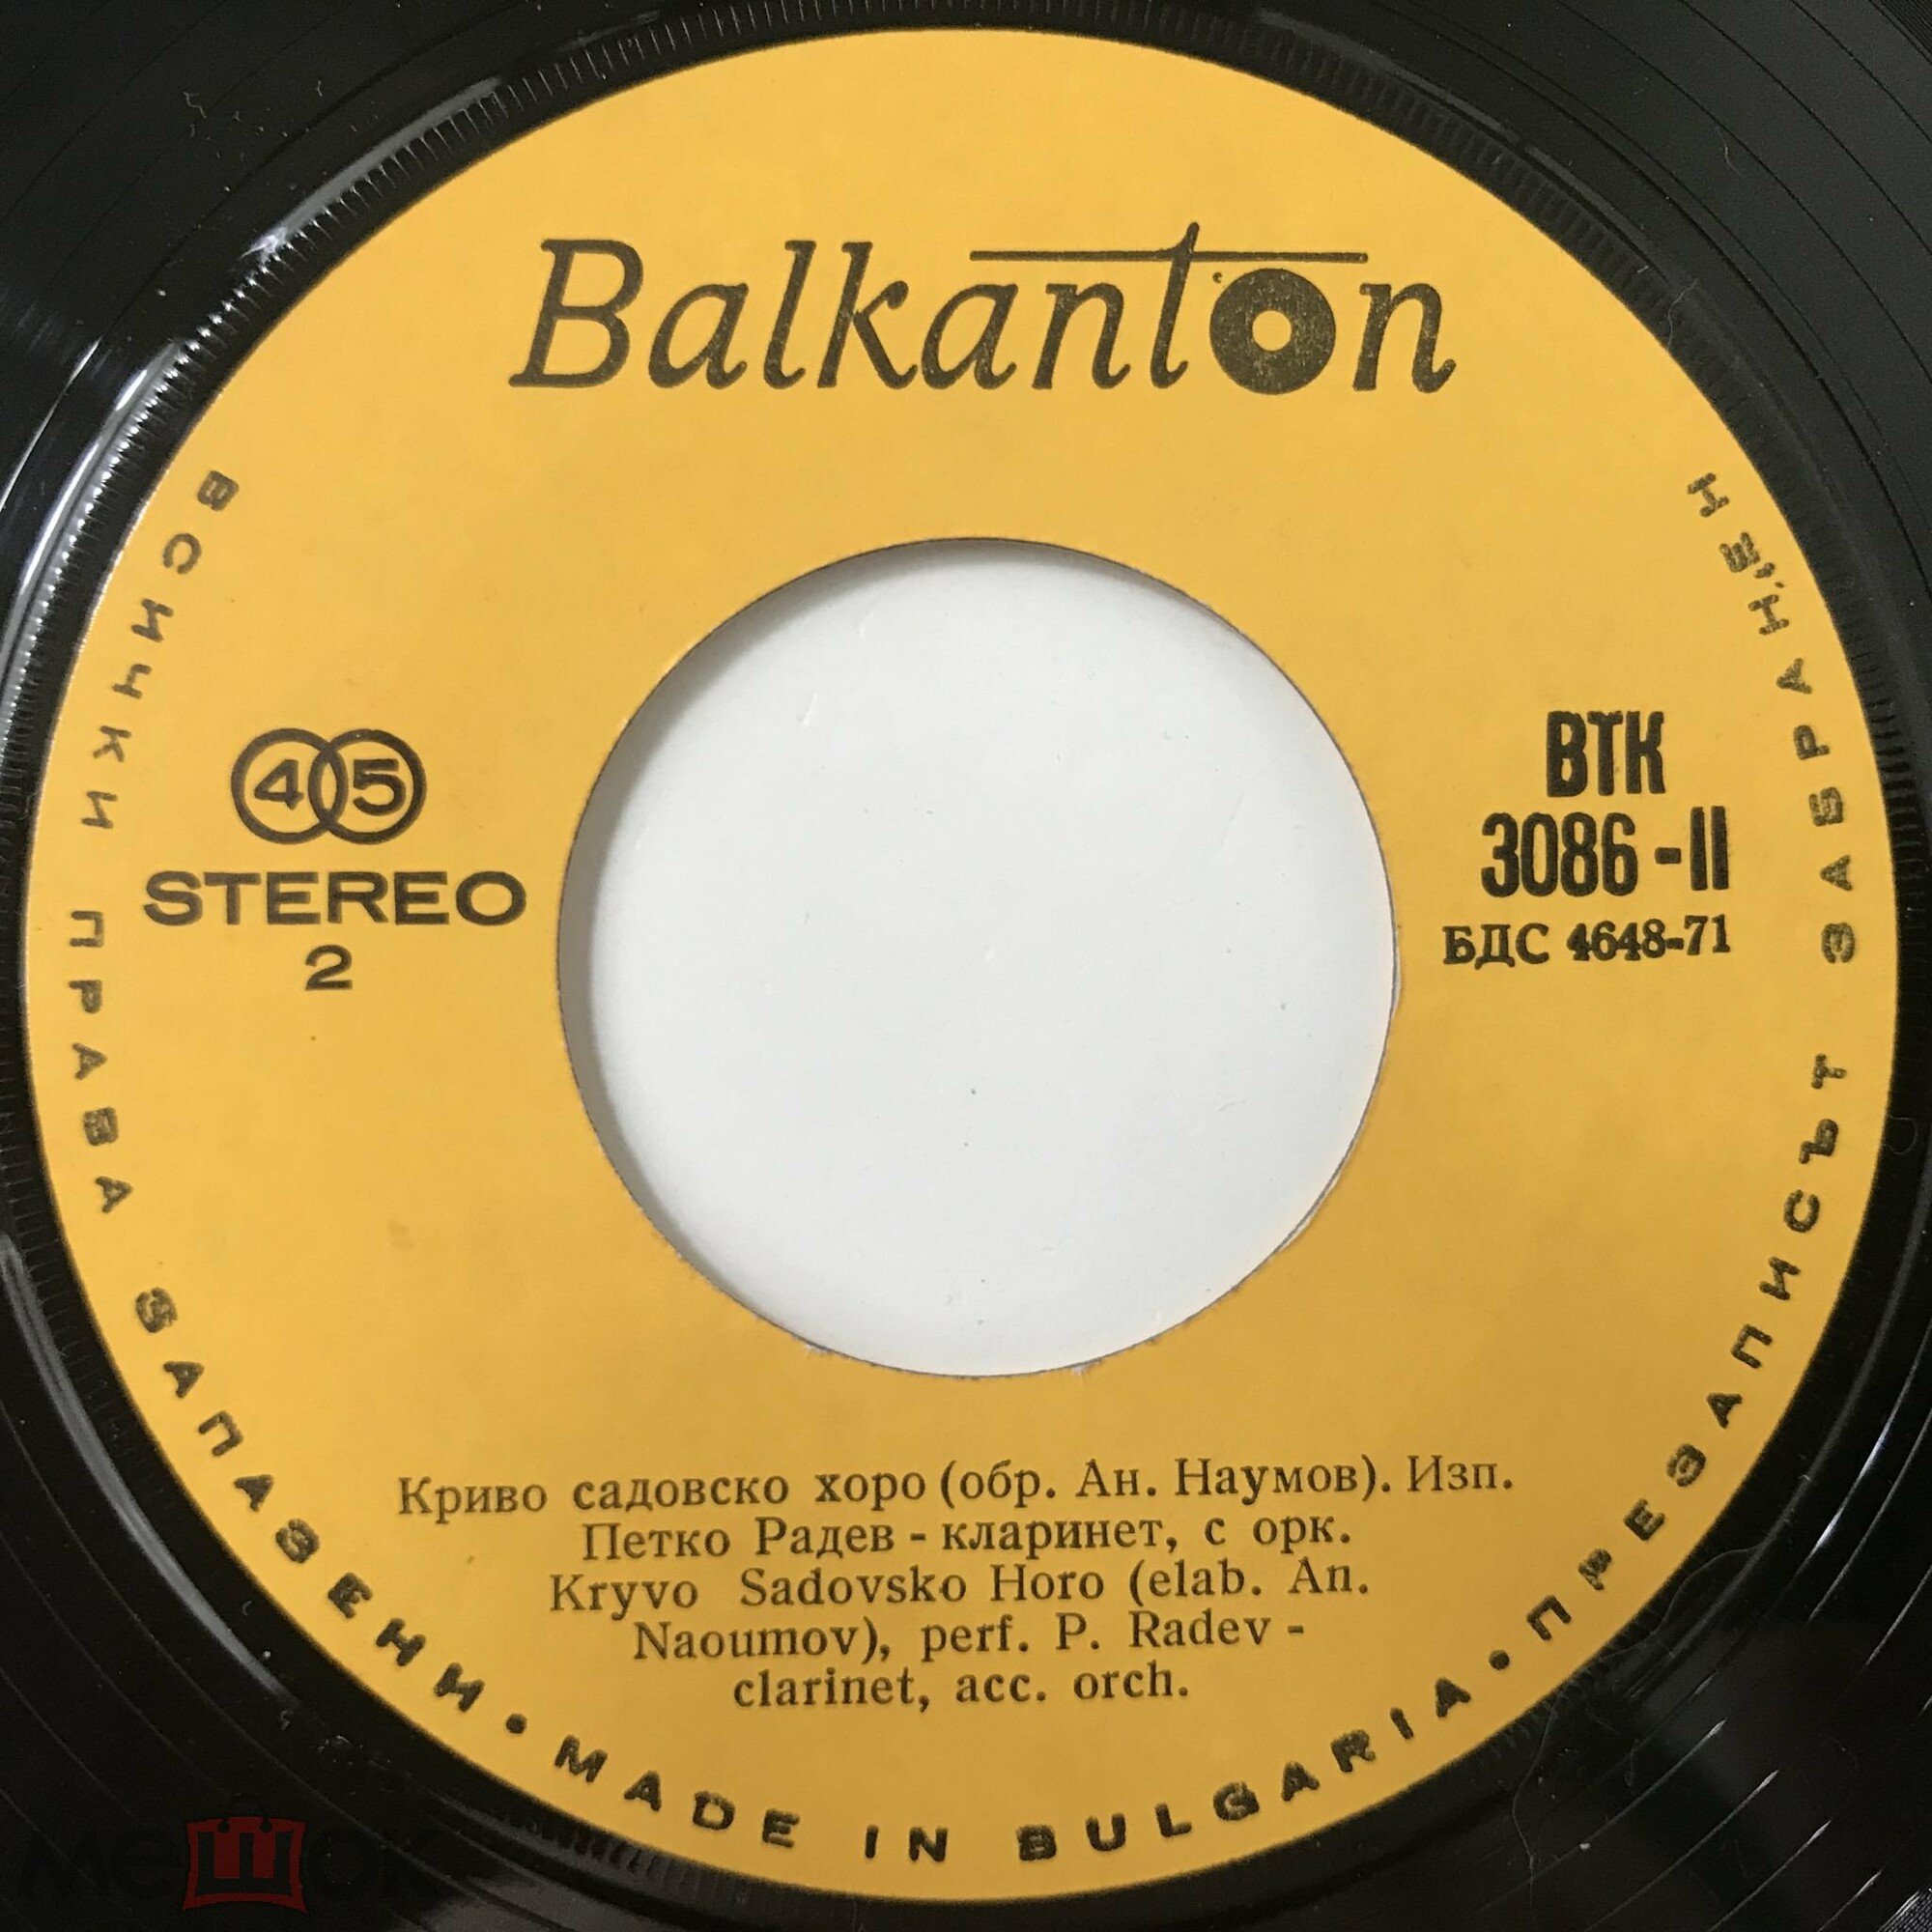 Balkanton
45
STEREO
2
ВТК
3086-II
БДС 4648-71
Криво садовско хоро (обр. Ан. Наумов). Изп.
Петко Радев - кларинет, с орк.
Kryvo Sadovsko Horo (elab. An.
Naoumov), perf. P. Radev -
clarinet, acc. orch.
ВСИЧКИ ПРАВА ЗАПАЗЕНИ • MADE IN BULGARIA • ПРЕЗАПИСЪТ ЗАБРАНЕН
мешок